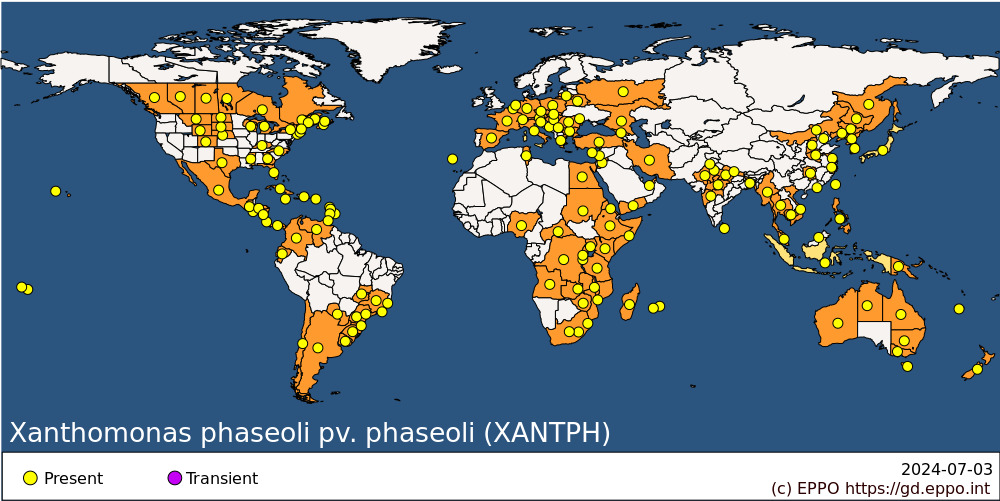 Xanthomonas phaseoli pv. phaseoli (XANTPH)
Present
Transient
2024-07-03
(c) EPPO https://gd.eppo.int